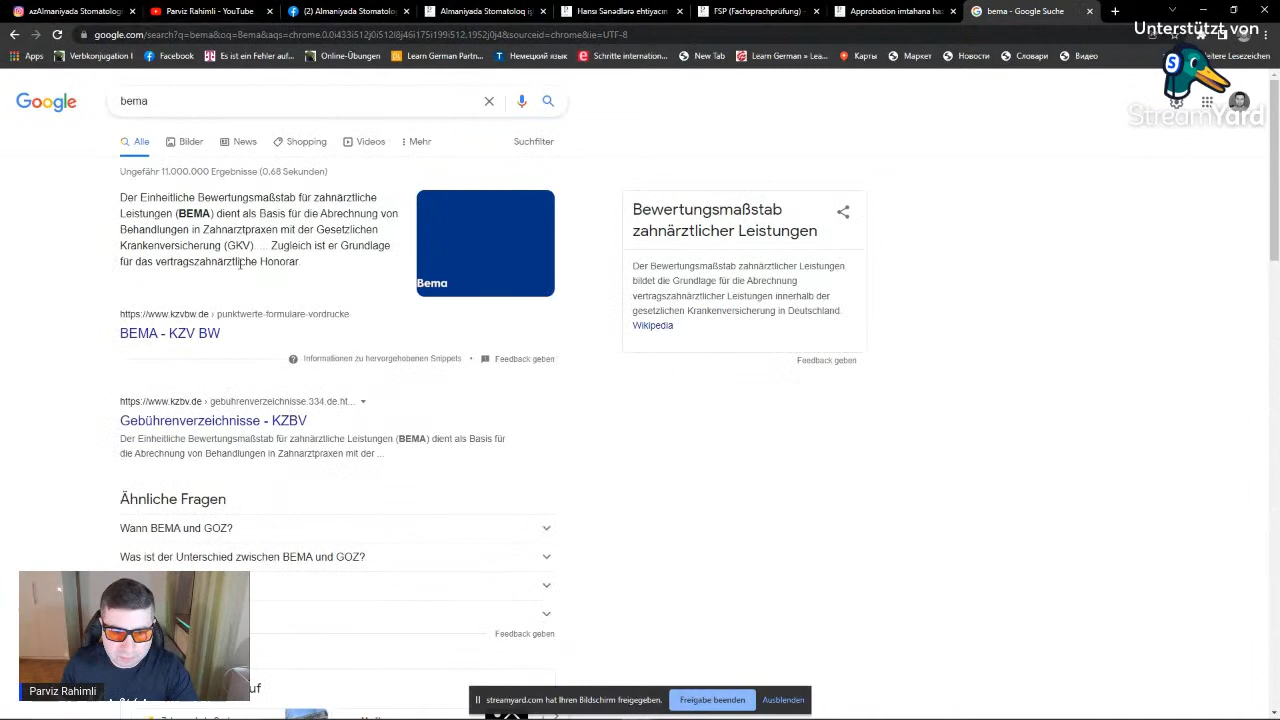 xzAlmaniyada Stomatolog
Parviz Rahimli - YouTube
(2) Almaniyada Stomatolo
Almaniyada Stomatoloq i
Hansı Sənədlərə ehtiyacın
FSP (Fachsprachprüfung) -
Approbation imtahana ha
bema - Google Suche
google.com/search?q=bema&oq=Bema&aqs=chrome.0.0i433i512j0i512l8j46i175i199i512.1952j0j4&sourceid=chrome&ie=UTF-8
Unterstützt von
StreamYard
Apps
Verbkonjugation
Facebook
Online-Übungen
Learn German Partn...
Немецкий язык
(1) Learn German » Lea...
Карты
Маркет
Новости
New Tab
Новости
Словари
Видео
Weitere Lesezeichen
Google
bema
Alle
Bilder
News
Shopping
Videos
Mehr
Suchfilter
Ungefähr 11.000.000 Ergebnisse (0,68 Sekunden)
Der Einheitliche Bewertungsmaßstab für zahnärztliche
Leistungen (BEMA) dient als Basis für die Abrechnung von
Behandlungen in Zahnarztpraxen mit der Gesetzlichen
Krankenversicherung (GKV). ... Zugleich ist er Grundlage
für das vertragszahnärztliche Honorar.
Bema
https://www.kzvbw.de › punktwerte-formulare-vordrucke
BEMA - KZV BW
Informationen zu hervorgehobenen Snippets
•
Feedback geben
Bewertungsmaßstab
zahnärztlicher Leistungen
Der Bewertungsmaßstab zahnärztlicher Leistungen
bildet die Grundlage für die Abrechnung
vertragszahnärztlicher Leistungen innerhalb der
gesetzlichen Krankenversicherung in Deutschland.
Wikipedia
Feedback geben
https://www.kzbv.de › gebuhrenverzeichnisse.334.de.ht...
Gebührenverzeichnisse - KZBV
Der Einheitliche Bewertungsmaßstab für zahnärztliche Leistungen (BEMA) dient als Basis für
die Abrechnung von Behandlungen in Zahnarztpraxen mit der ...
Ähnliche Fragen
Wann BEMA und GOZ?
Was ist der Unterschied zwischen BEMA und GOZ?
Feedback geben
uf
Parviz Rahimli
streamyard.com hat Ihren Bildschirm freigegeben.
Freigabe beenden
Ausblenden